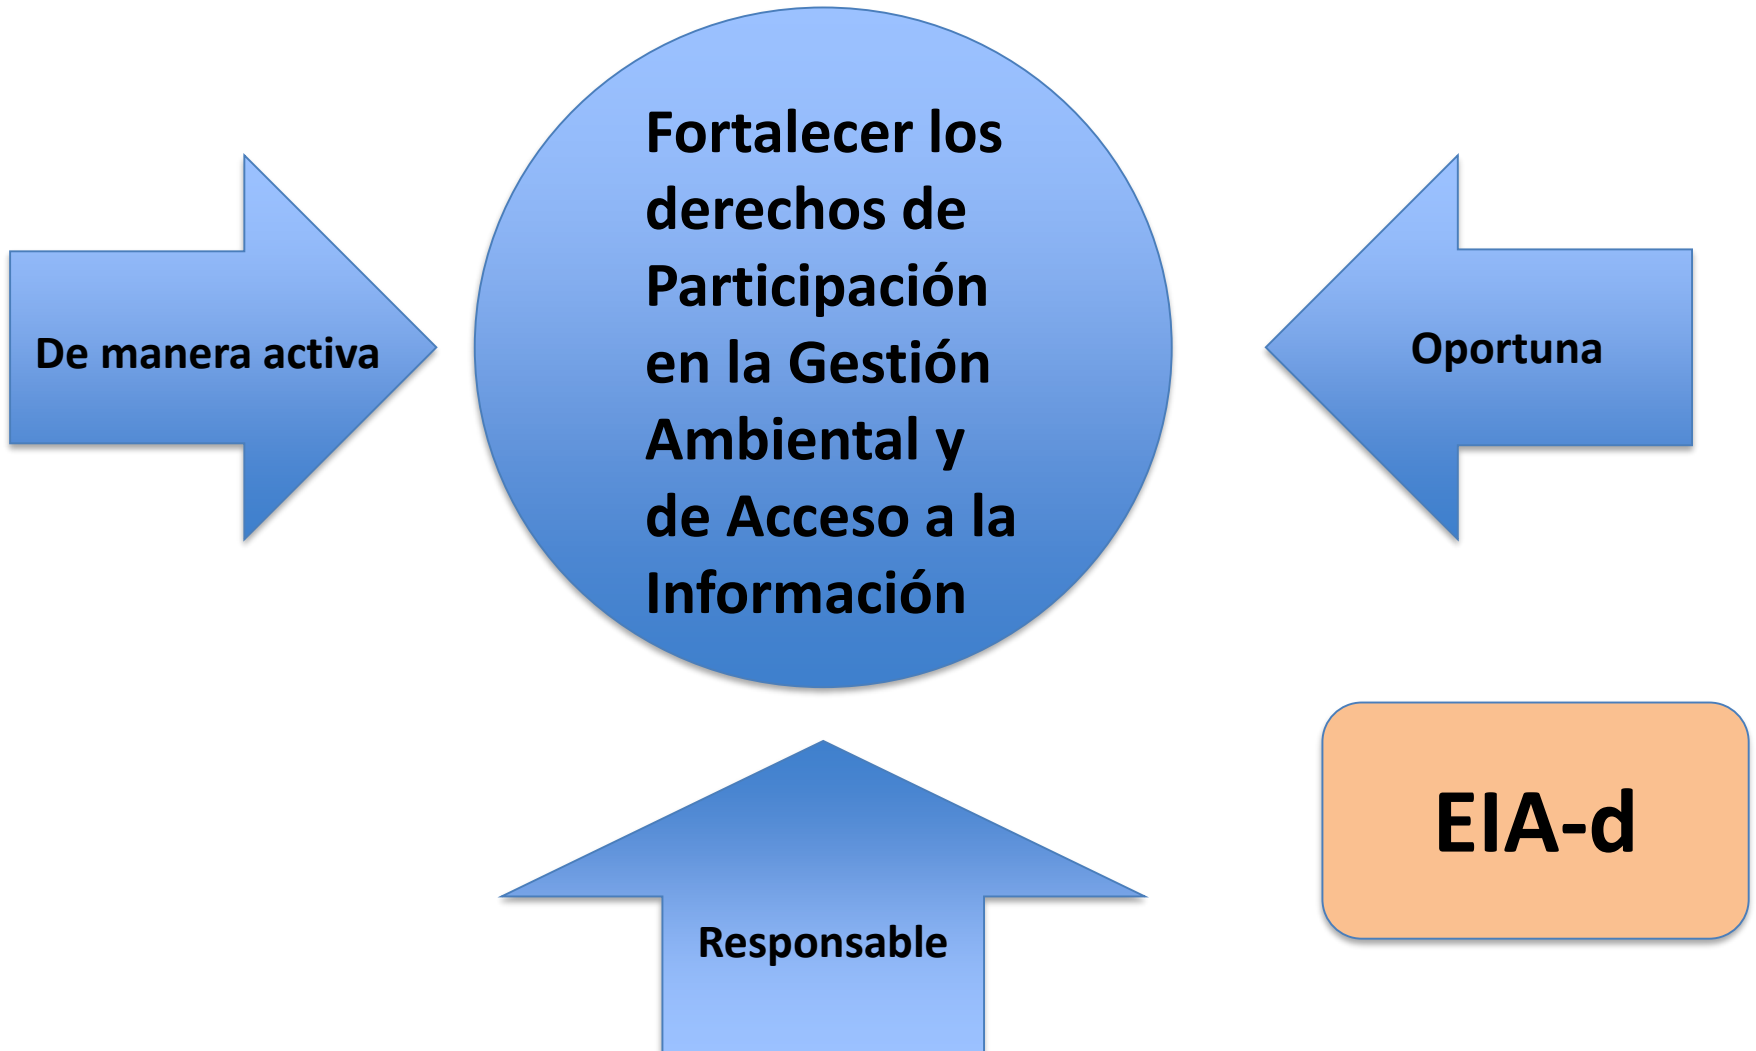 Fortalecer los
derechos de
Participación
en la Gestión
Ambiental y
de Acceso a la
Información
De manera activa
Oportuna
Responsable
EIA-d